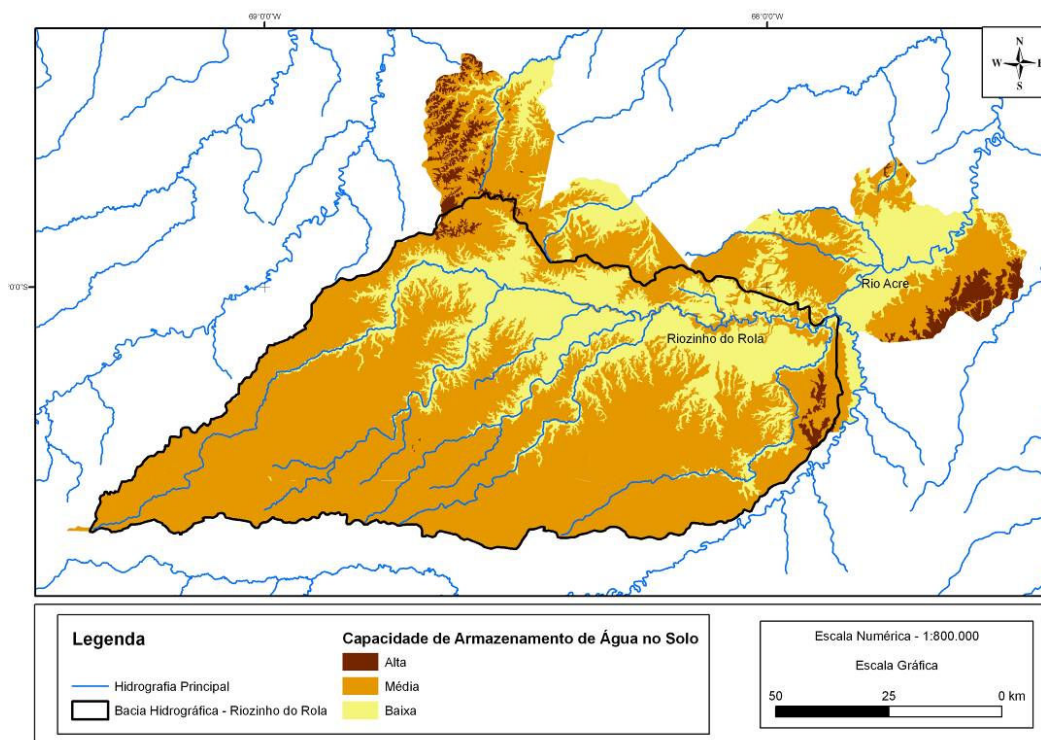 69°0'0"W
66°0'0"W
N
W
E
S
0'0"S
Rio Acre
Riozinho do Rola
Legenda
Hidrografia Principal
Bacia Hidrográfica - Riozinho do Rola
Capacidade de Armazenamento de Água no Solo
Alta
Média
Baixa
Escala Numérica - 1:800.000
Escala Gráfica
50 25 0 km